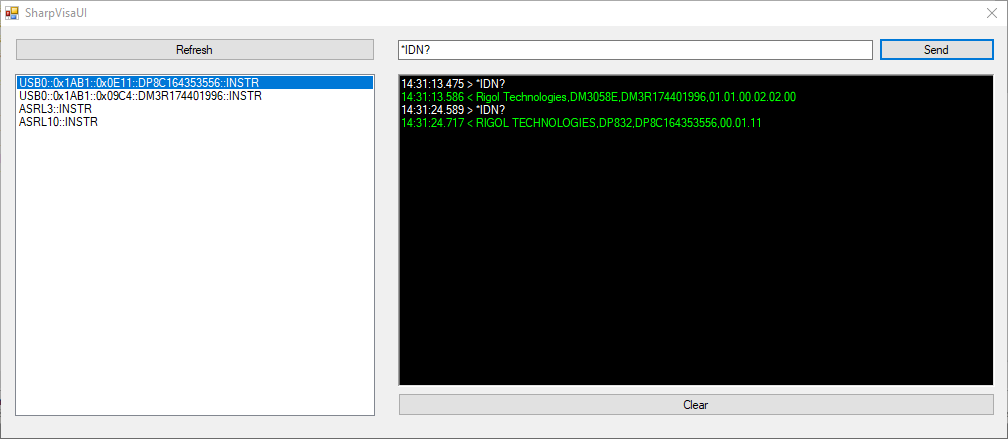 SharpVisaUI
Refresh
*IDN?
Send
USB0::0x1AB1::0x0E11::DP8C164353556::INSTR
USB0::0x1AB1::0x09C4::DM3R174401996::INSTR
ASRL3::INSTR
ASRL10::INSTR
14:31:13.475 > *IDN?
14:31:13.586 < Rigol Technologies,DM3058E,DM3R174401996,01.01.00.02.02.00
14:31:24.589 > *IDN?
14:31:24.717 < RIGOL TECHNOLOGIES,DP832,DP8C164353556,00.01.11
Clear